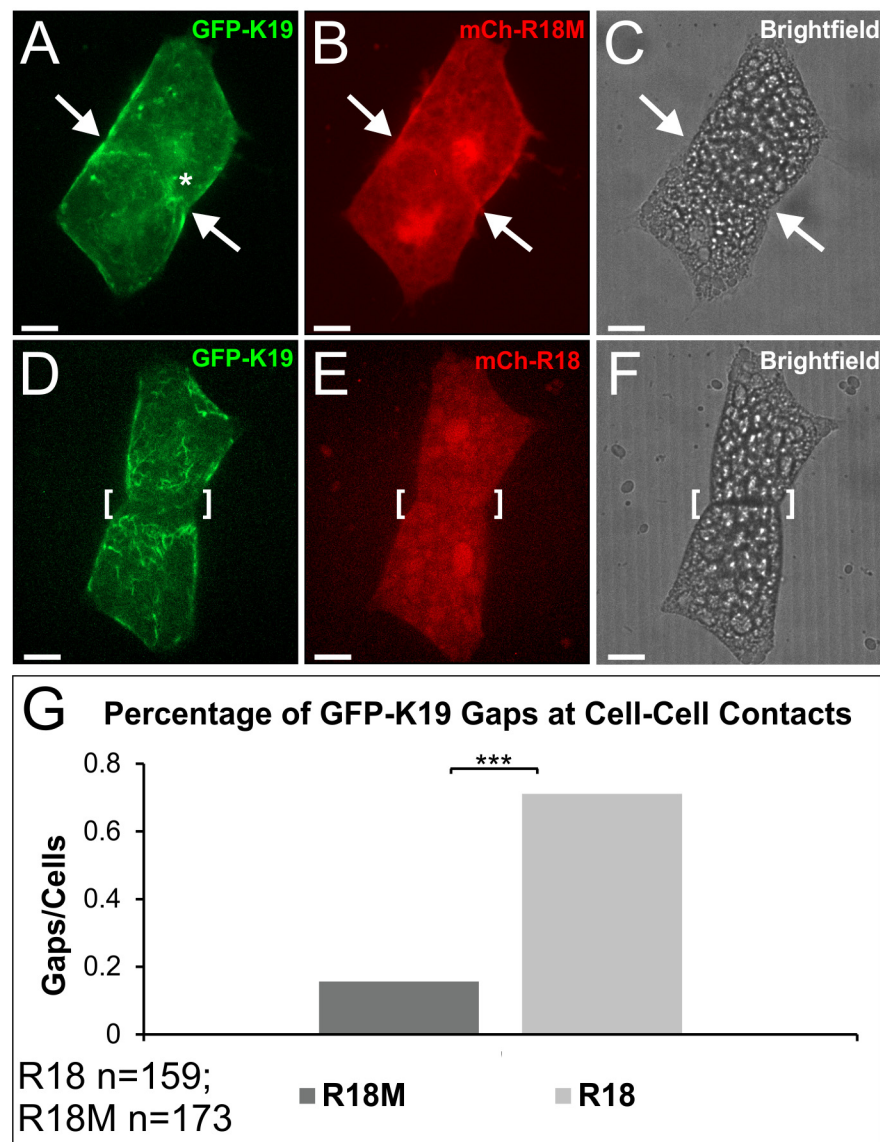 A GFP-K19
B mCh-R18M
C Brightfield
*
D GFP-K19
E mCh-R18
F Brightfield
[ ]
[ ]
[ ]
G Percentage of GFP-K19 Gaps at Cell-Cell Contacts
***
Gaps/Cells
0.8
0.6
0.4
0.2
0
R18 n=159;
R18M n=173
R18M
R18